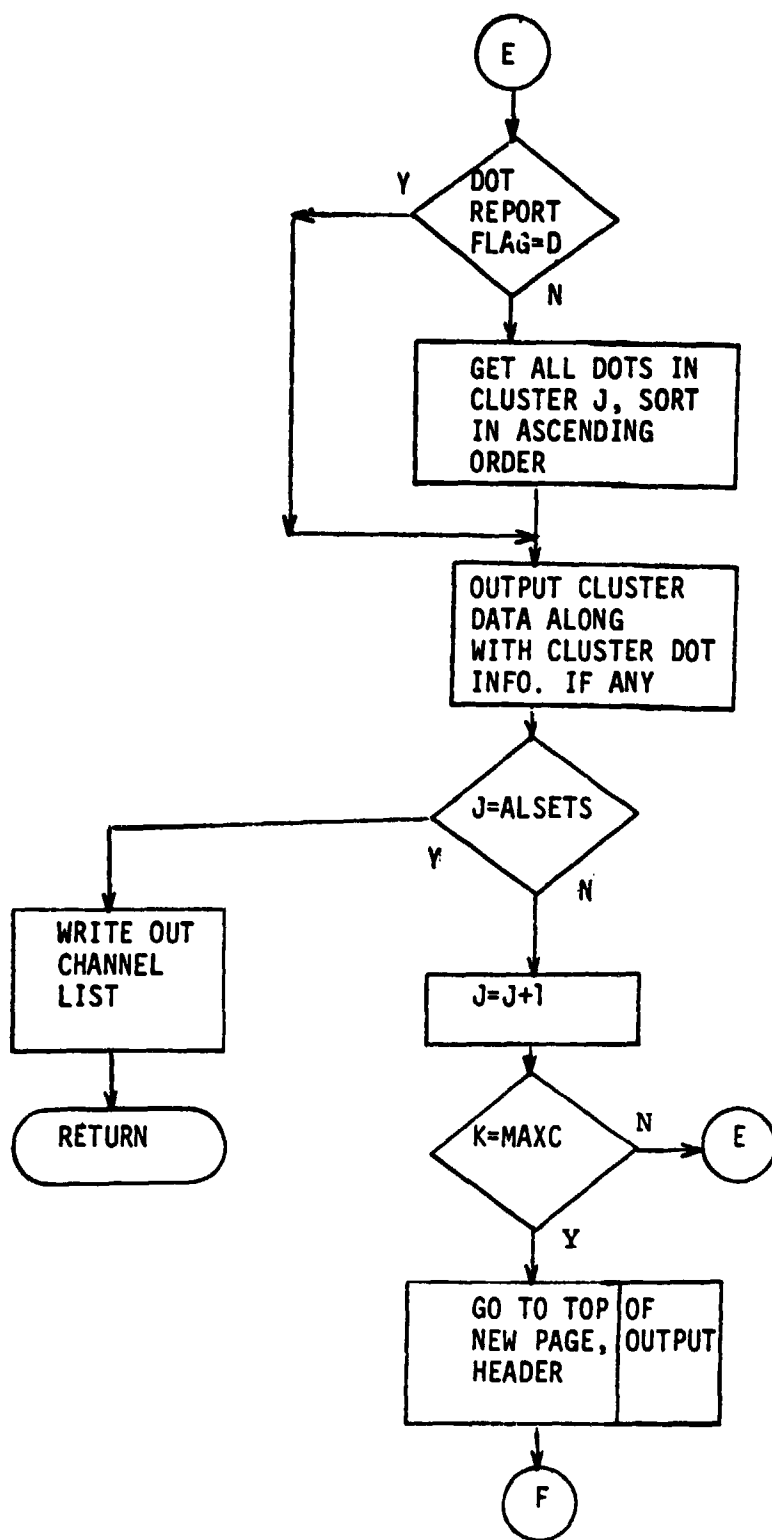 E
DOT
REPORT
FLAG=D
Y
N
GET ALL DOTS IN
CLUSTER J, SORT
IN ASCENDING
ORDER
OUTPUT CLUSTER
DATA ALONG
WITH CLUSTER DOT
INFO. IF ANY
J=ALSETS
Y
N
WRITE OUT
CHANNEL
LIST
RETURN
J=J+1
K=MAXC
N
E
Y
GO TO TOP OF
NEW PAGE, OUTPUT
HEADER
F